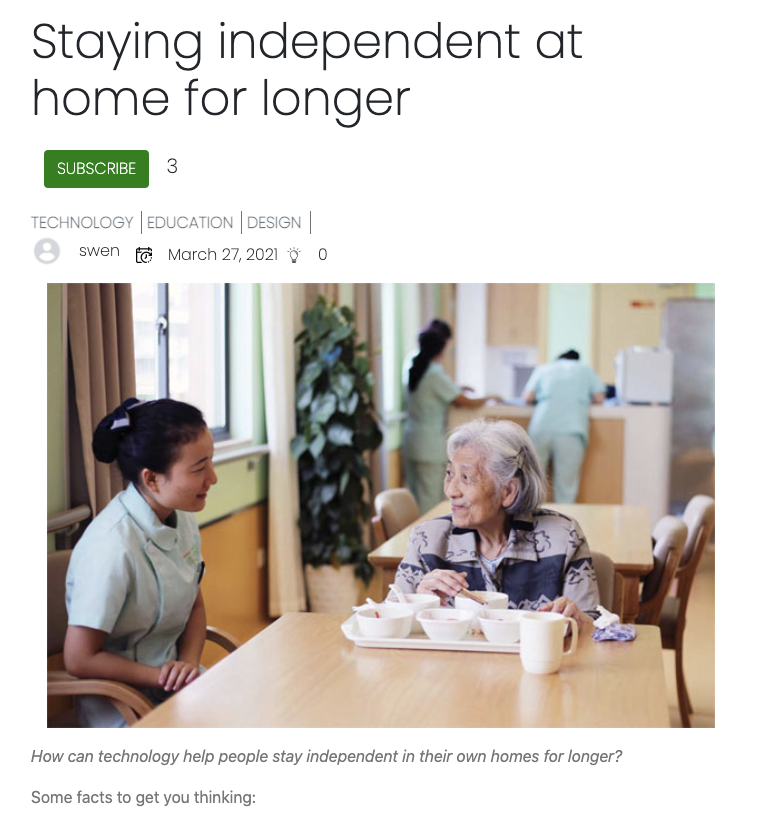 Staying independent at
home for longer
SUBSCRIBE 3
TECHNOLOGY | EDUCATION | DESIGN |
swen March 27, 2021 0
How can technology help people stay independent in their own homes for longer?
Some facts to get you thinking: